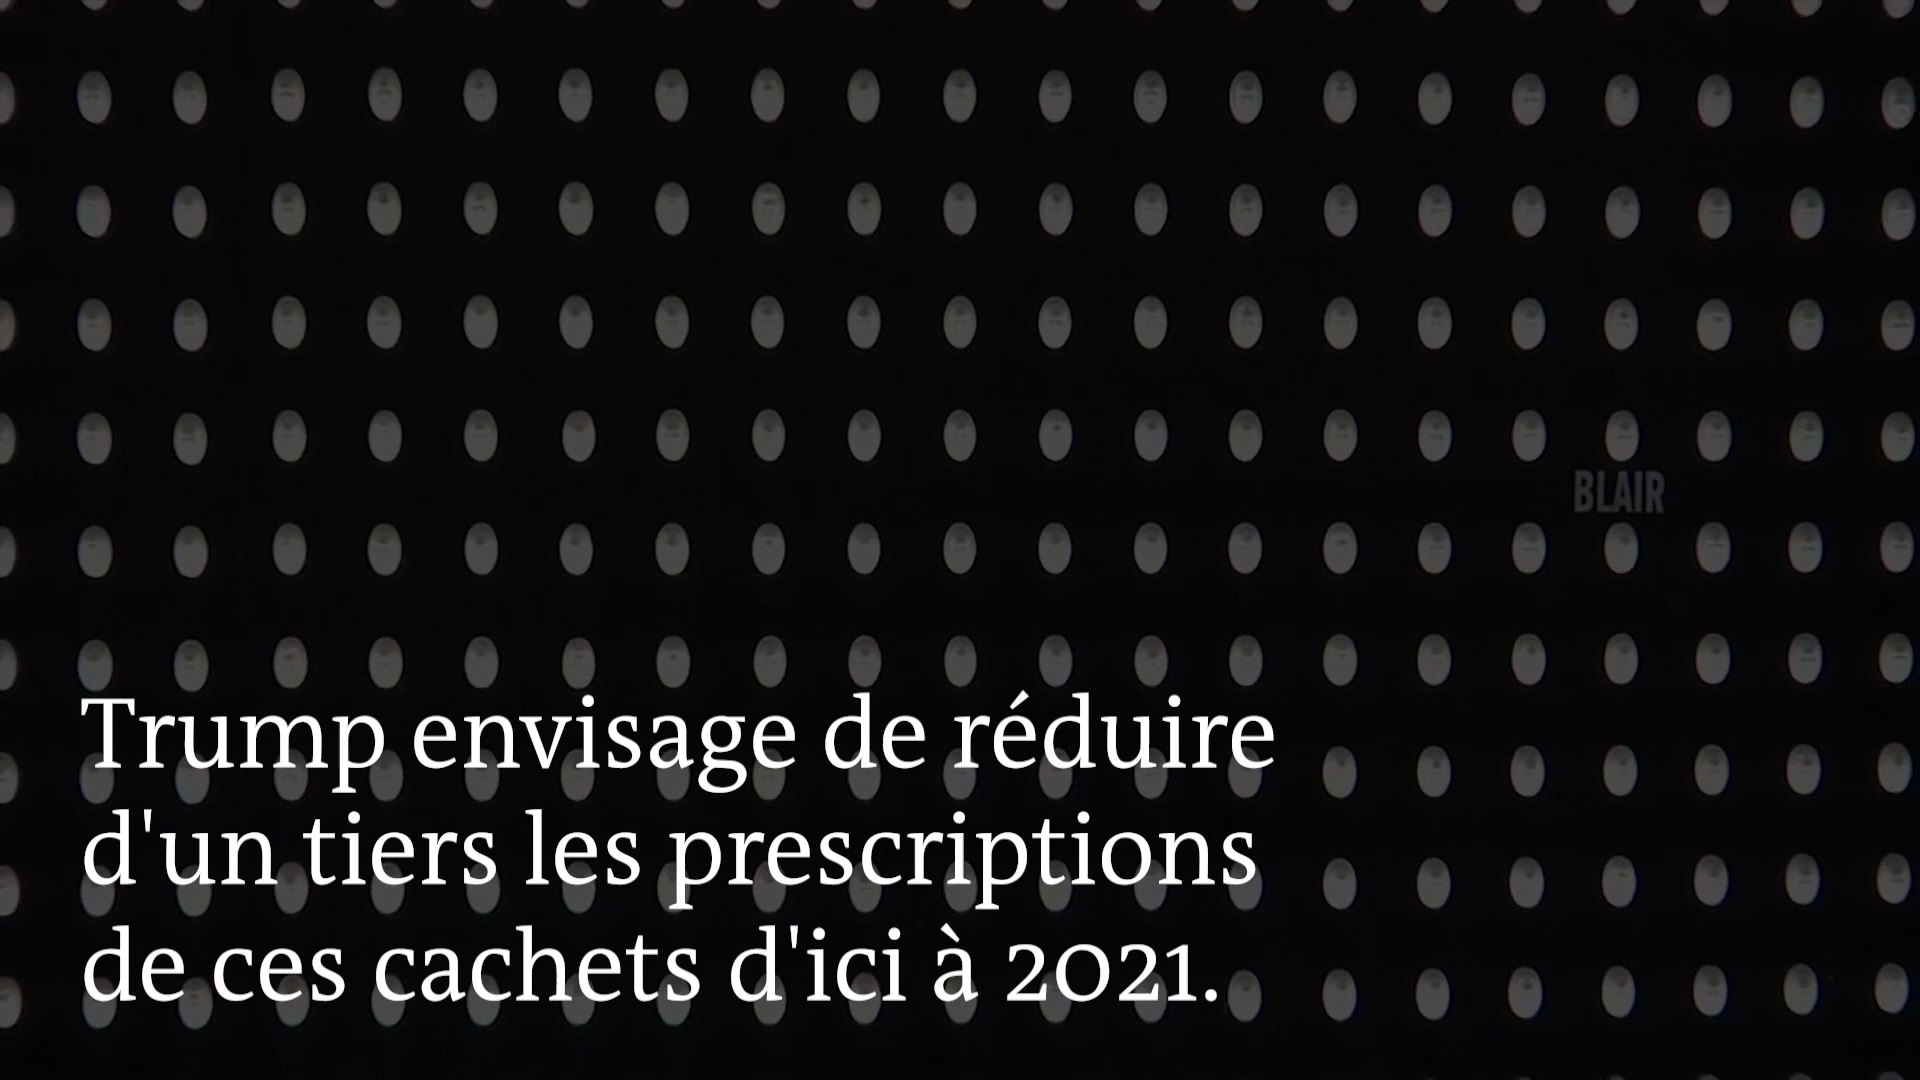 BLAIR
Trump envisage de réduire
d'un tiers les prescriptions
de ces cachets d'ici à 2021.